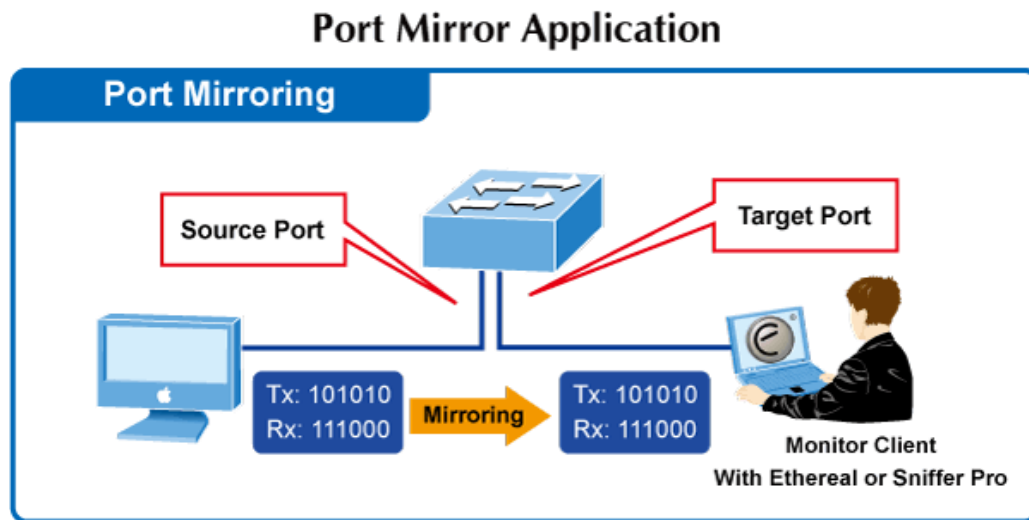 Port Mirror Application
Port Mirroring
Source Port
Target Port
Tx: 101010
Rx: 111000
Mirroring
Tx: 101010
Rx: 111000
Monitor Client
With Ethereal or Sniffer Pro